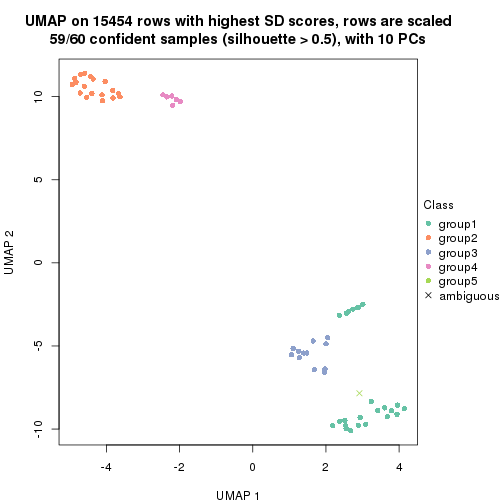 UMAP on 15454 rows with highest SD scores, rows are scaled
59/60 confident samples (silhouette > 0.5), with 10 PCs
10
5
0
-5
-10
UMAP 2
-4
-2
0
2
4
UMAP 1
Class
group1
group2
group3
group4
group5
ambiguous